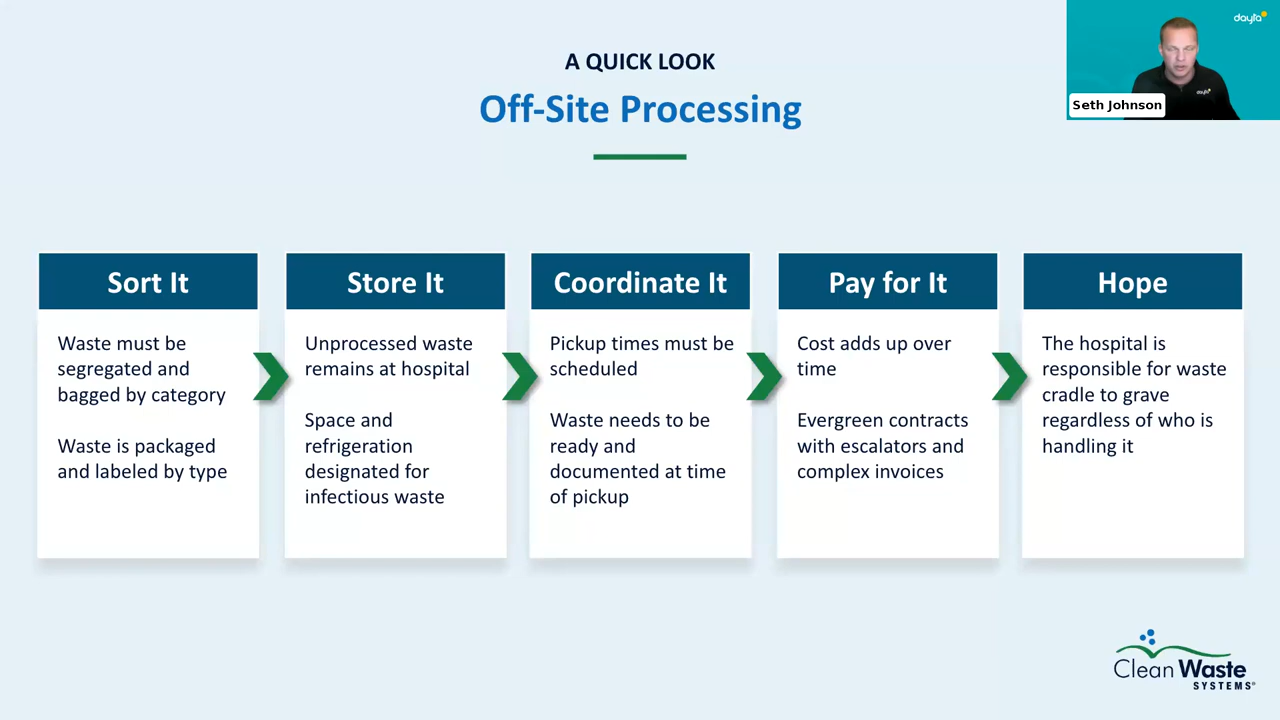 A QUICK LOOK
Off-Site Processing
dayta
dayta
Seth Johnson
Sort It
Waste must be
segregated and
bagged by category
Waste is packaged
and labeled by type
Store It
Unprocessed waste
remains at hospital
Space and
refrigeration
designated for
infectious waste
Coordinate It
Pickup times must be
scheduled
Waste needs to be
ready and
documented at time
of pickup
Pay for It
Cost adds up over
time
Evergreen contracts
with escalators and
complex invoices
Hope
The hospital is
responsible for waste
cradle to grave
regardless of who is
handling it
Clean Waste
SYSTEMS®